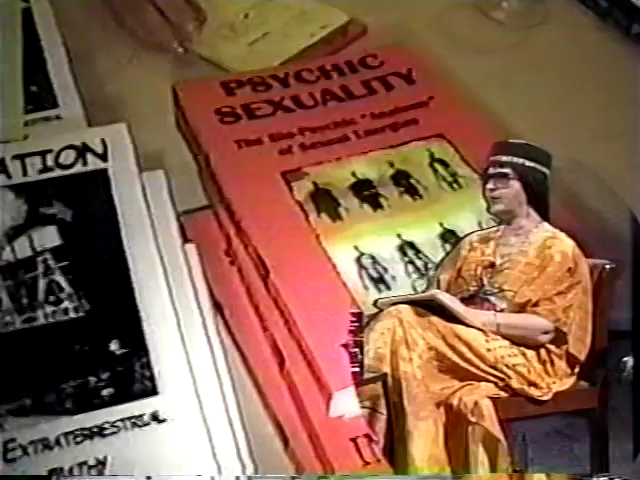 PSYCHIC
SEXUALITY
The Bio-Psychic "Anatomy"
of Sexual Energies
ATION
EXTRATERRESTRIAL